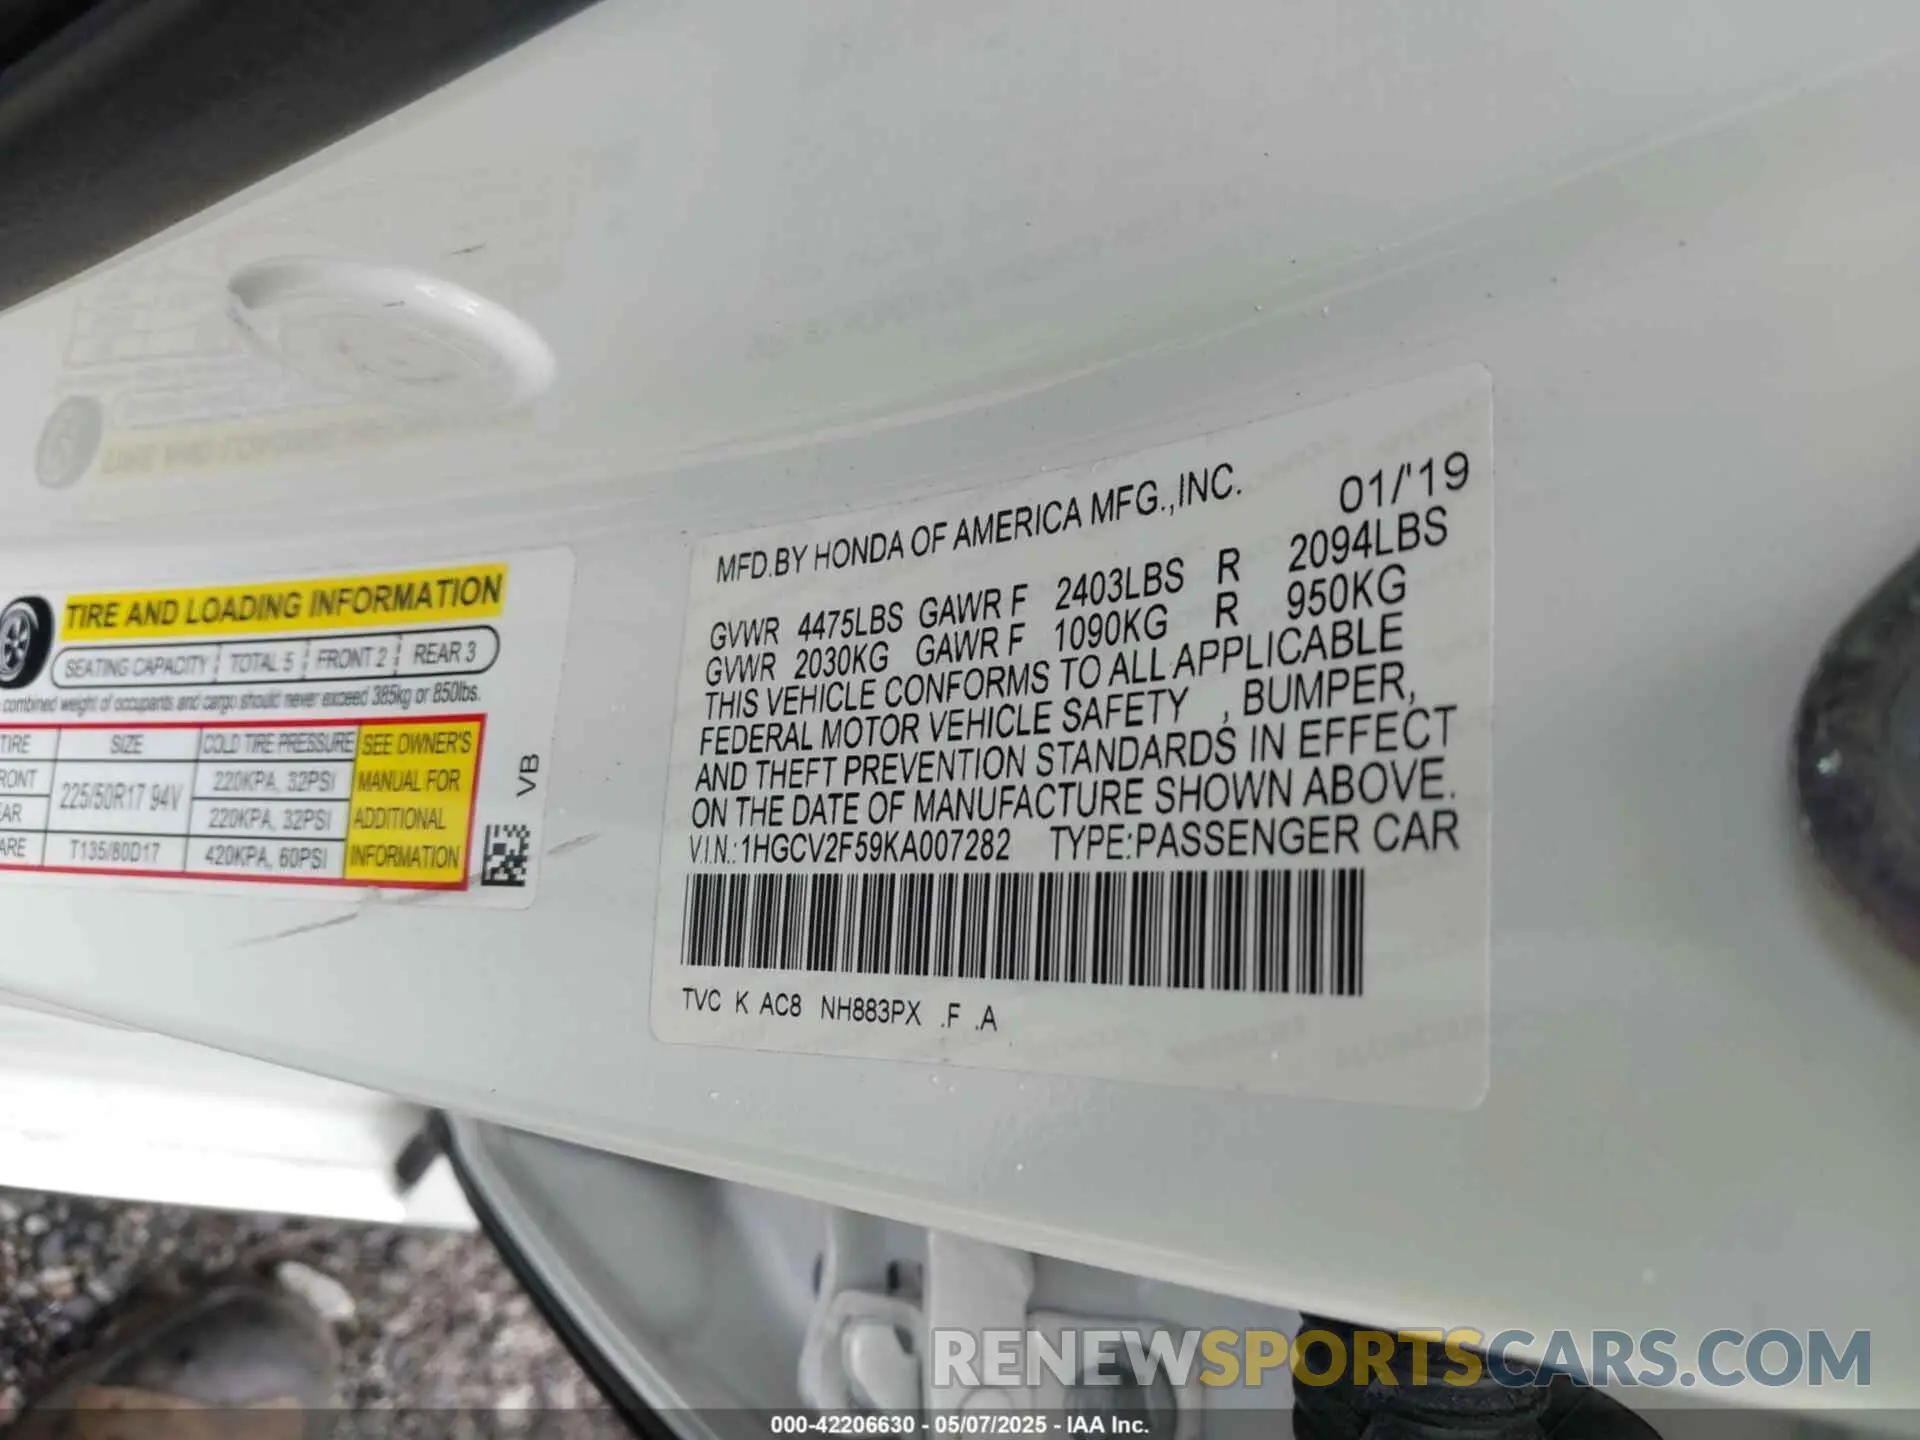 TIRE AND LOADING INFORMATION
SEATING CAPACITY TOTAL 5 FRONT 2 REAR 3
combined weight of occupants and cargo should never exceed 385kg or 850lbs.
TIRE SIZE COLD TIRE PRESSURE SEE OWNER'S
RONT 225/50R17 94V 220KPA, 32PSI MANUAL FOR
EAR 220KPA, 32PSI ADDITIONAL
ARE T135/80D17 420KPA, 60PSI INFORMATION
VB
MFD.BY HONDA OF AMERICA MFG.,INC. 01/'19
GVWR 4475LBS GAWR F 2403LBS R 2094LBS
GVWR 2030KG GAWR F 1090KG R 950KG
THIS VEHICLE CONFORMS TO ALL APPLICABLE
FEDERAL MOTOR VEHICLE SAFETY , BUMPER,
AND THEFT PREVENTION STANDARDS IN EFFECT
ON THE DATE OF MANUFACTURE SHOWN ABOVE.
V.I.N.: 1HGCV2F59KA007282 TYPE:PASSENGER CAR
TVC K AC8 NH883PX .F .A
RENEWSPORTSCARS.COM
000-42206630 - 05/07/2025 - IAA Inc.